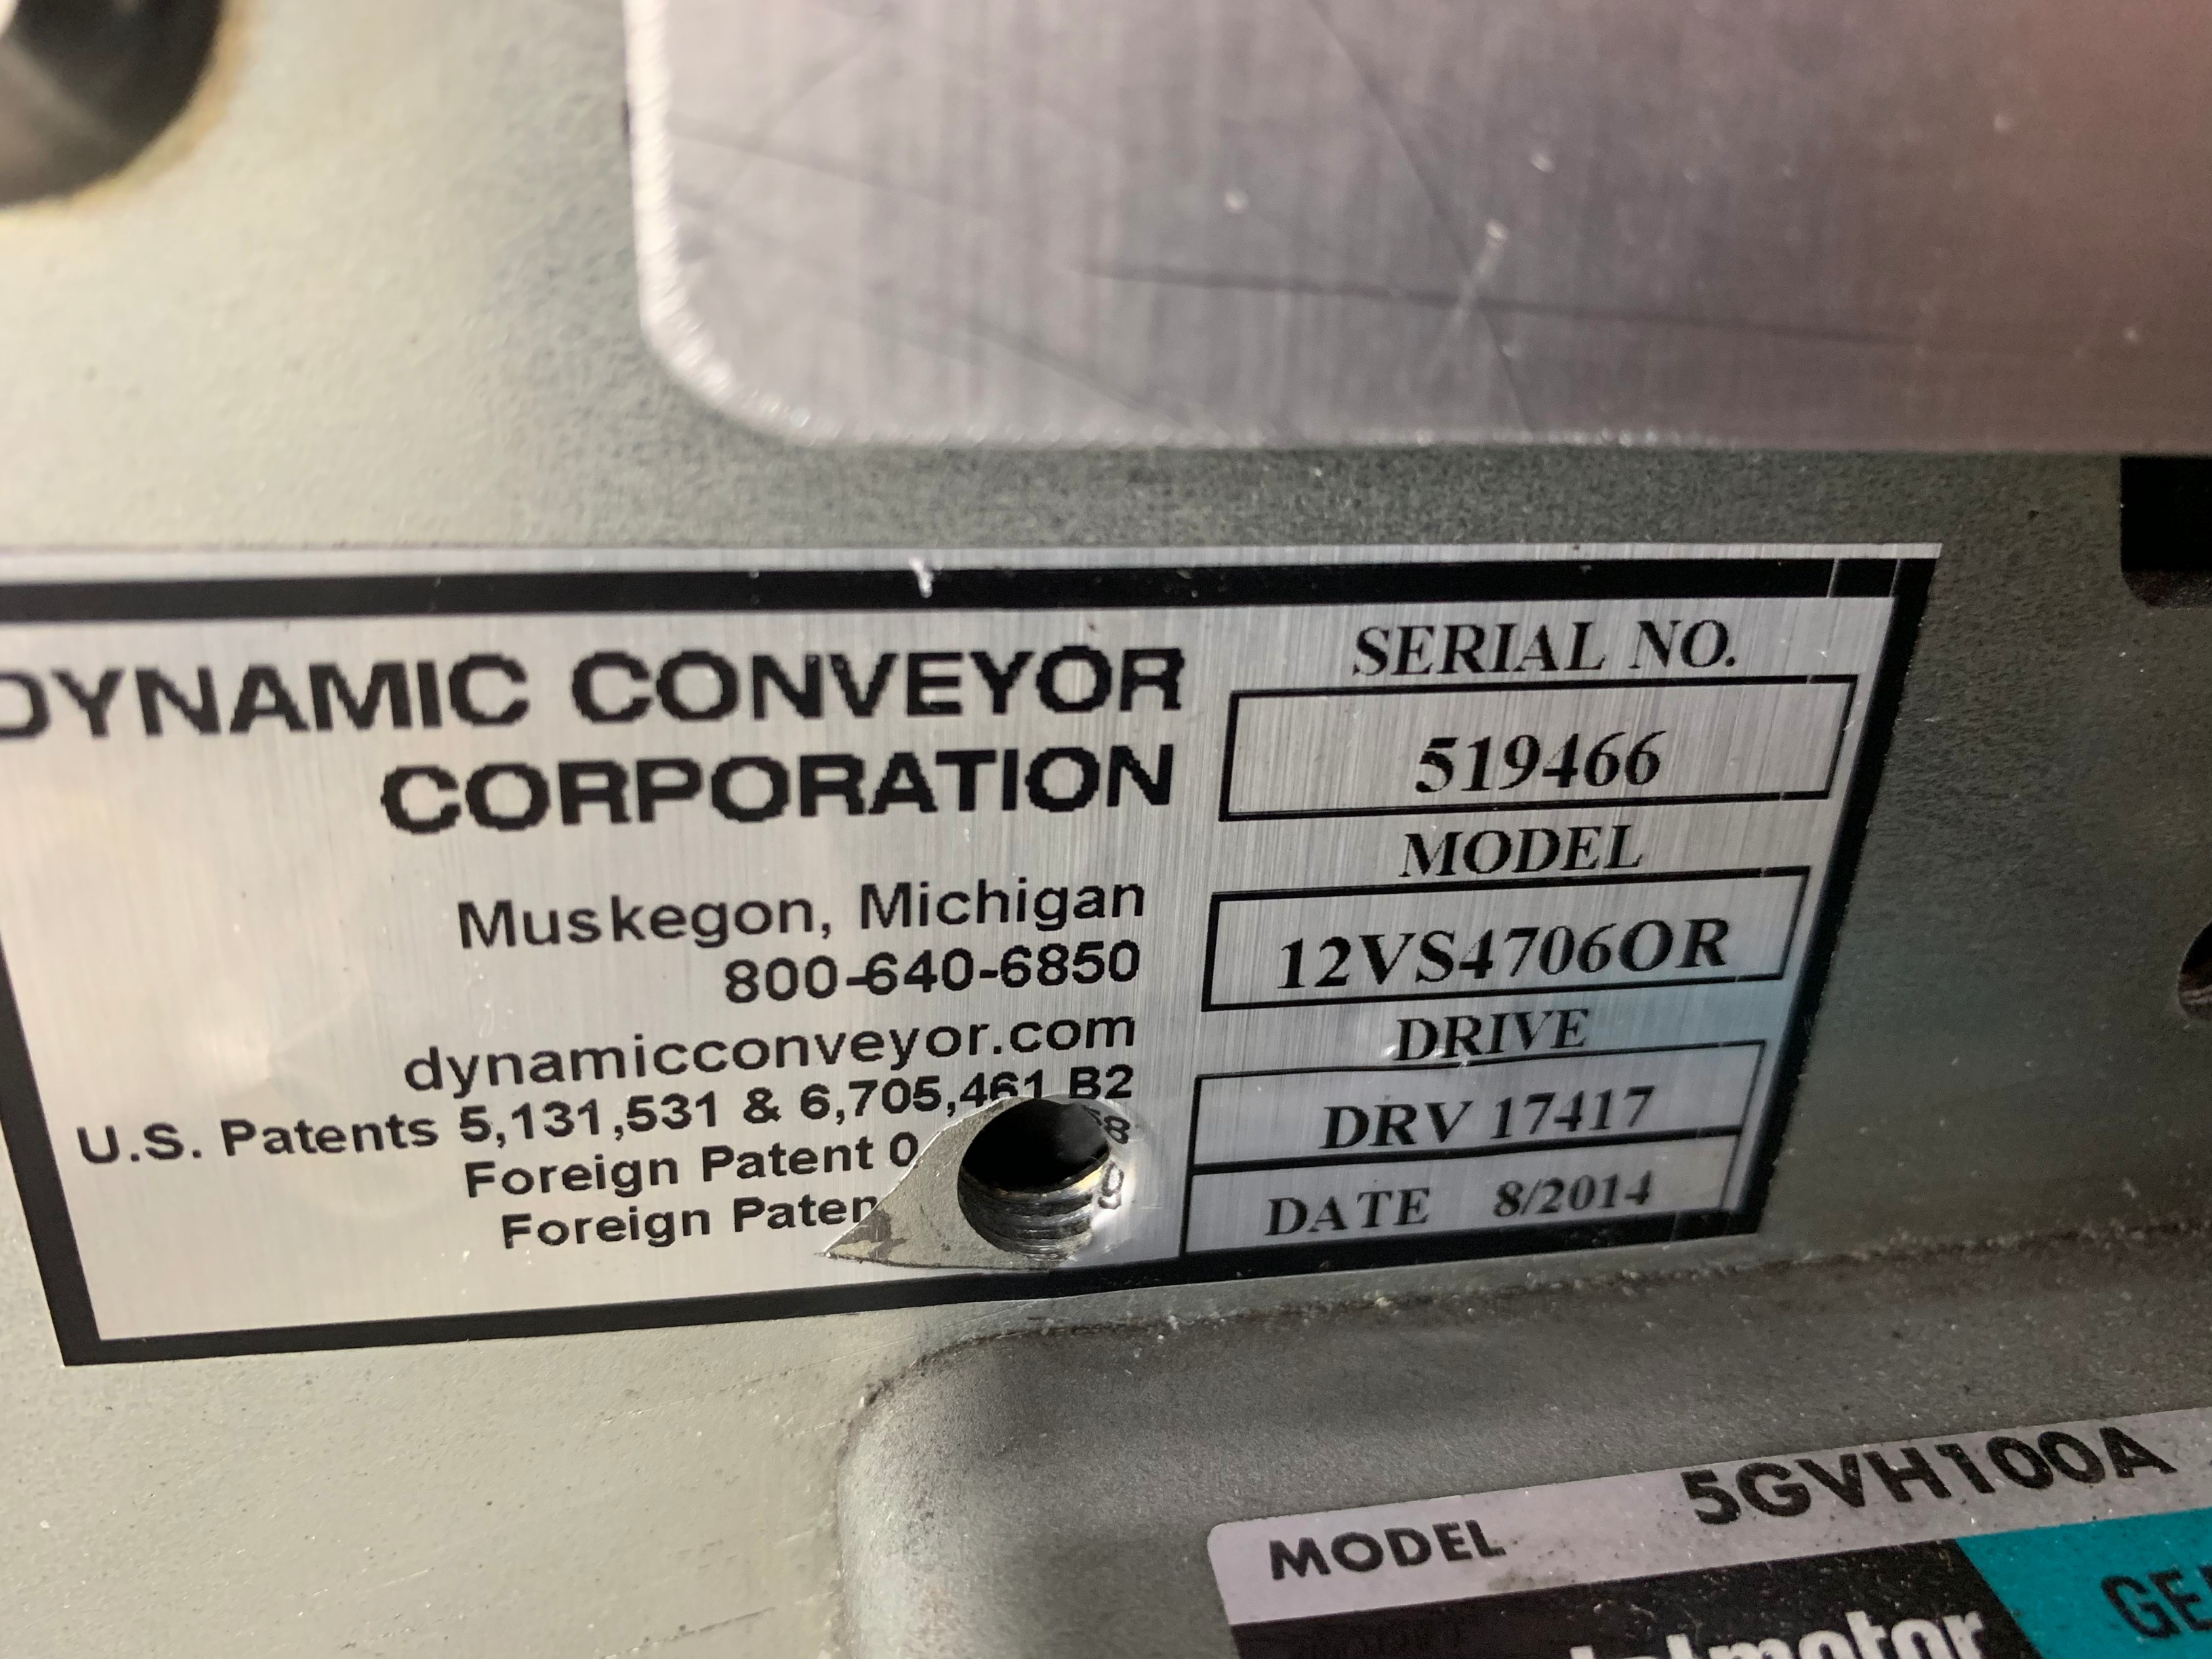 DYNAMIC CONVEYOR
CORPORATION
Muskegon, Michigan
800-640-6850
dynamicconveyor.com
U.S. Patents 5,131,531 & 6,705,461 B2
Foreign Patent 0
Foreign
SERIAL NO.
519466
MODEL
12VS4706OR
DRIVE
DRV 17417
DATE 8/2014
MODEL 5GVH100A